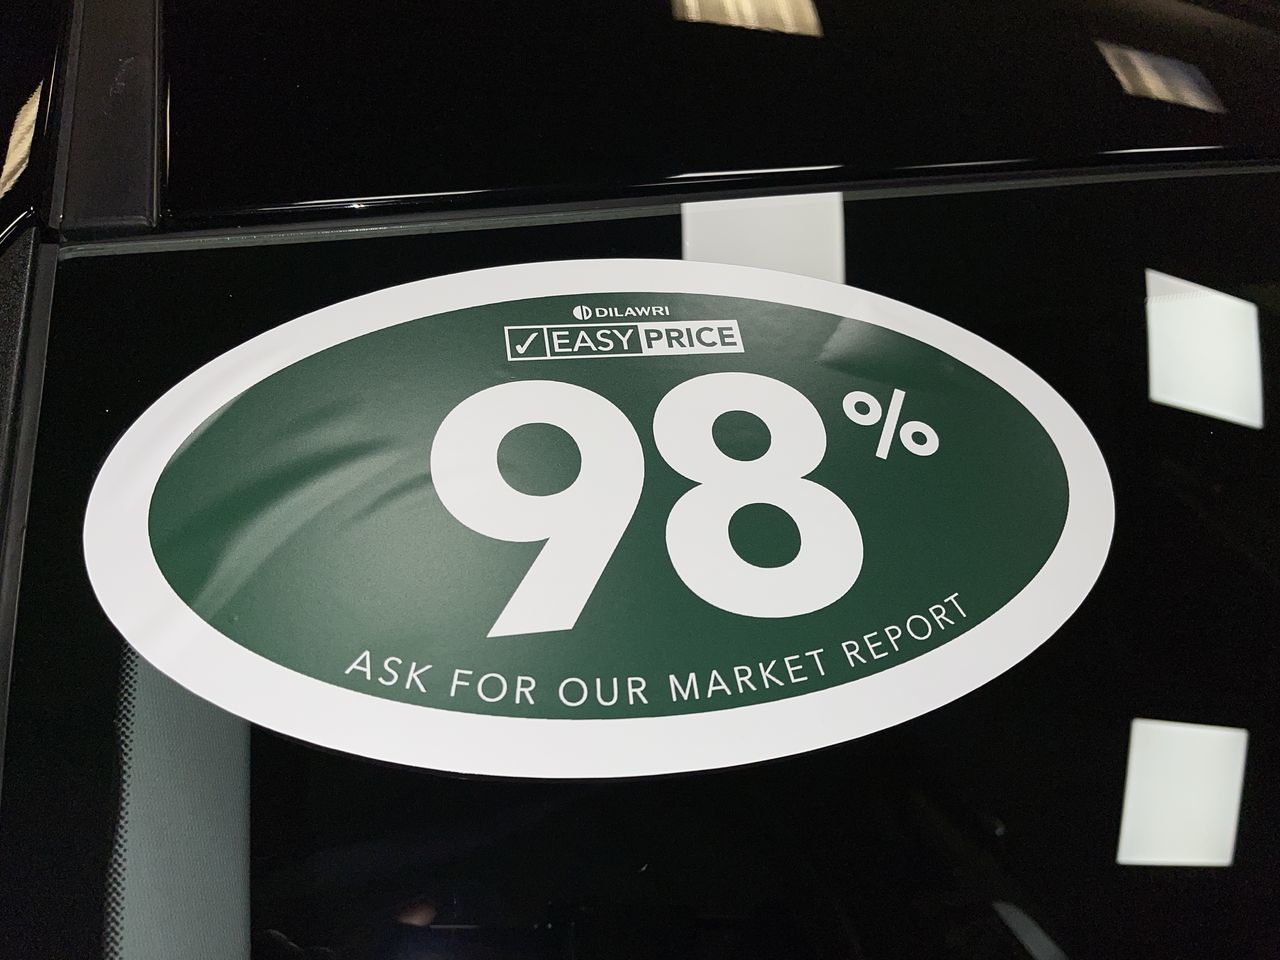 DILAWRI
✓ EASY PRICE
98%
ASK FOR OUR MARKET REPORT